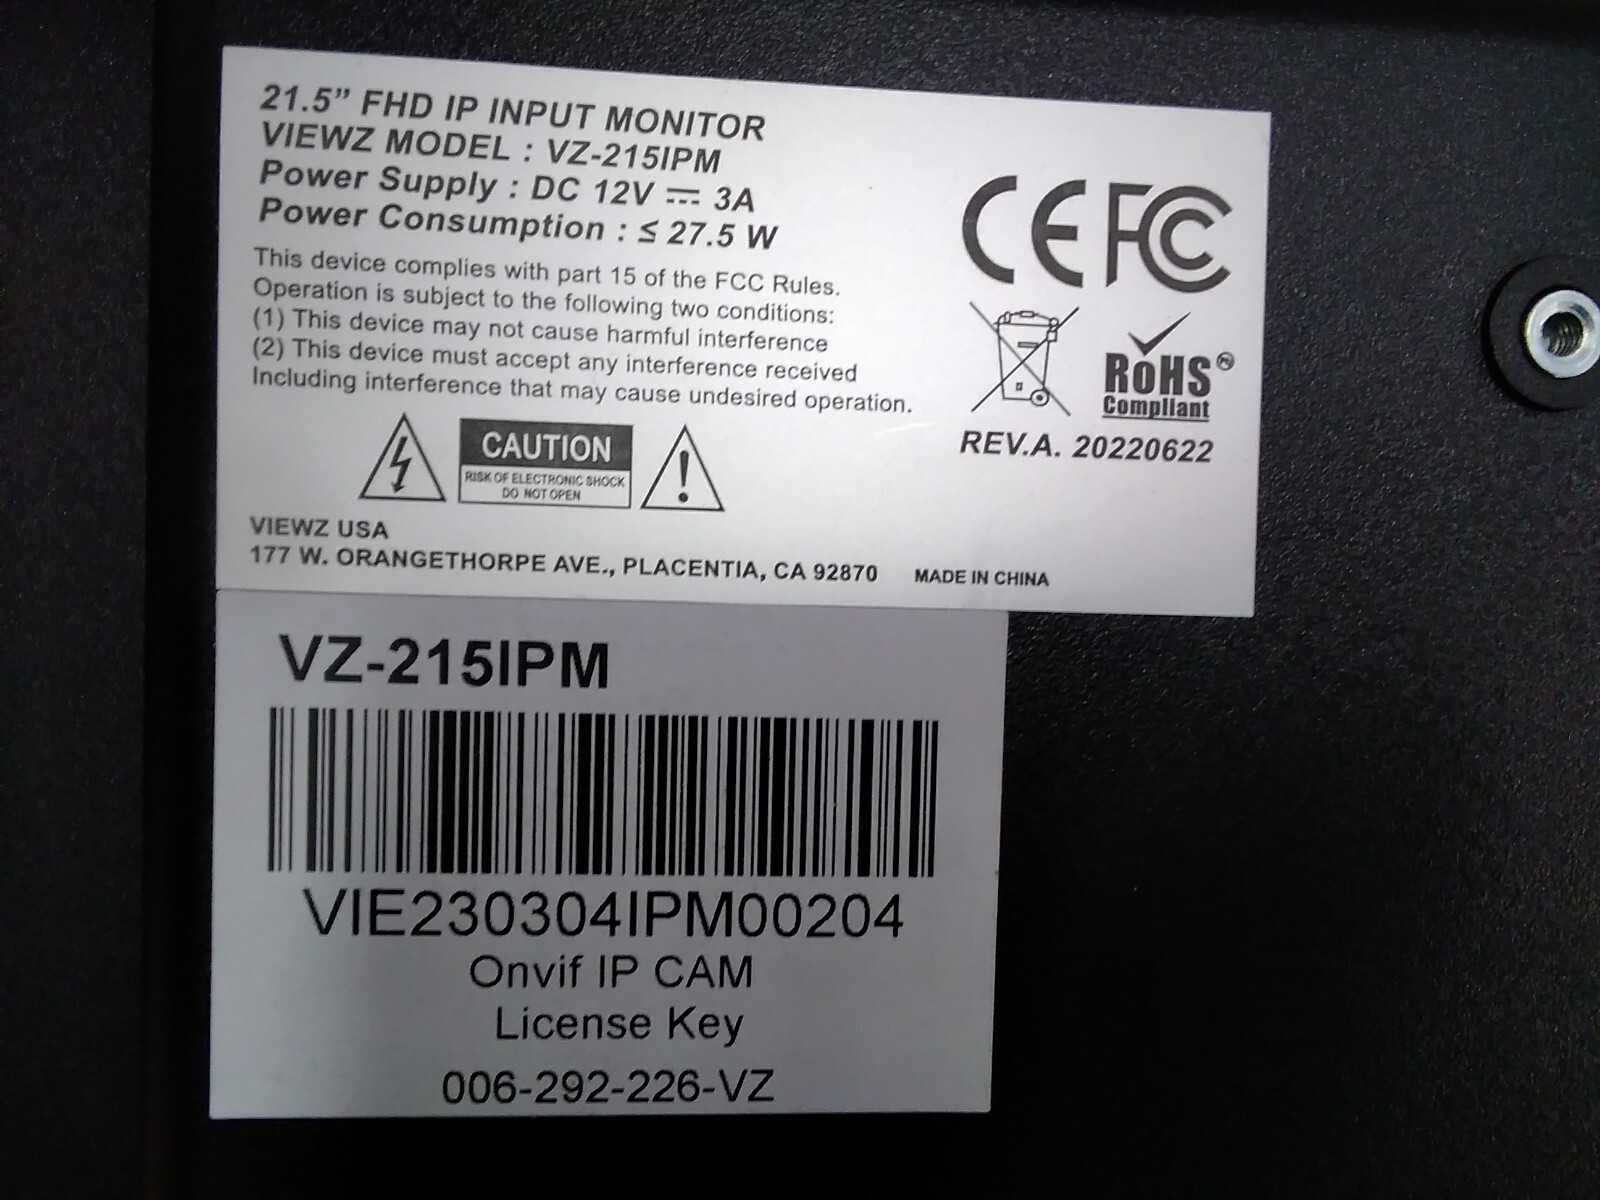 21.5” FHD IP INPUT MONITOR
VIEWZ MODEL : VZ-215IPM
Power Supply : DC 12V ⎓ 3A
Power Consumption : ≤ 27.5 W
This device complies with part 15 of the FCC Rules.
Operation is subject to the following two conditions:
(1) This device may not cause harmful interference
(2) This device must accept any interference received
Including interference that may cause undesired operation.
CE FC
RoHS
Compliant
REV.A. 20220622
CAUTION
RISK OF ELECTRONIC SHOCK
DO NOT OPEN
VIEWZ USA
177 W. ORANGETHORPE AVE., PLACENTIA, CA 92870 MADE IN CHINA
VZ-215IPM
VIE230304IPM00204
Onvif IP CAM
License Key
006-292-226-VZ